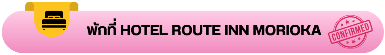 พักที่ HOTEL ROUTE INN MORIOKA
CONFIRMED